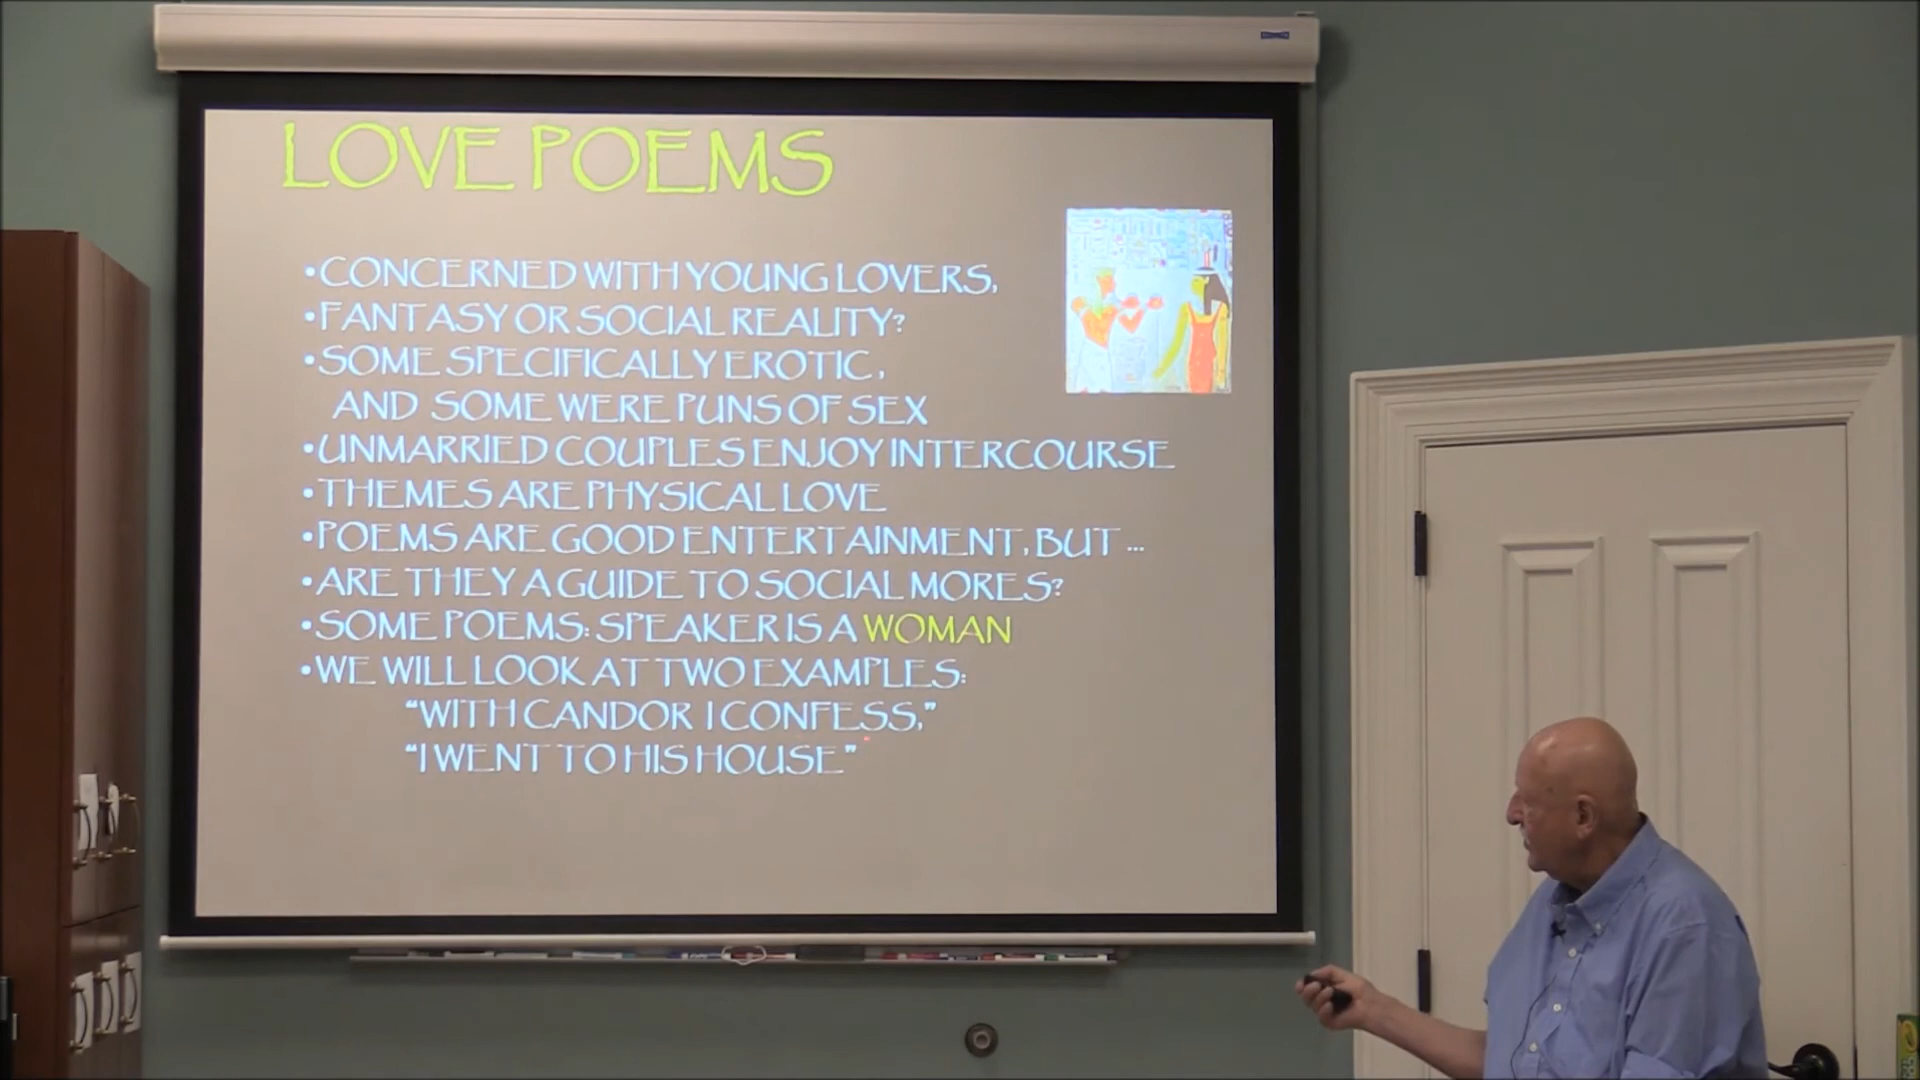 LOVE POEMS
•CONCERNED WITH YOUNG LOVERS,
•FANTASY OR SOCIAL REALITY?
•SOME SPECIFICALLY EROTIC,
AND SOME WERE PUNS OF SEX
•UNMARRIED COUPLES ENJOY INTERCOURSE
•THEMES ARE PHYSICAL LOVE
•POEMS ARE GOOD ENTERTAINMENT, BUT ...
•ARE THEY A GUIDE TO SOCIAL MORES?
•SOME POEMS: SPEAKER IS A WOMAN
•WE WILL LOOK AT TWO EXAMPLES:
“WITH CANDOR I CONFESS,”
“I WENT TO HIS HOUSE”